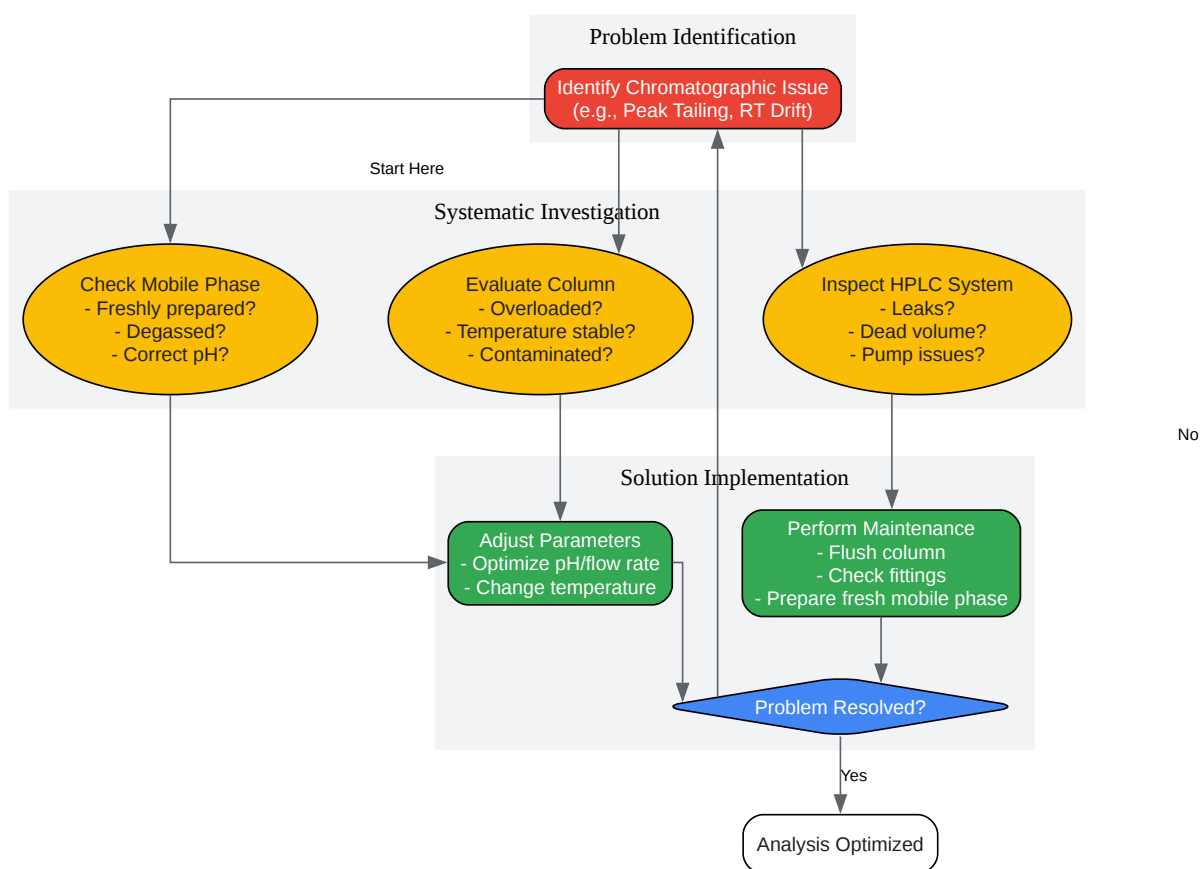 Problem Identification
Identify Chromatographic Issue
(e.g., Peak Tailing, RT Drift)
Start Here
Systematic Investigation
Check Mobile Phase
- Freshly prepared?
- Degassed?
- Correct pH?
Evaluate Column
- Overloaded?
- Temperature stable?
- Contaminated?
Inspect HPLC System
- Leaks?
- Dead volume?
- Pump issues?
No
Solution Implementation
Adjust Parameters
- Optimize pH/flow rate
- Change temperature
Perform Maintenance
- Flush column
- Check fittings
- Prepare fresh mobile phase
Problem Resolved?
Yes
Analysis Optimized